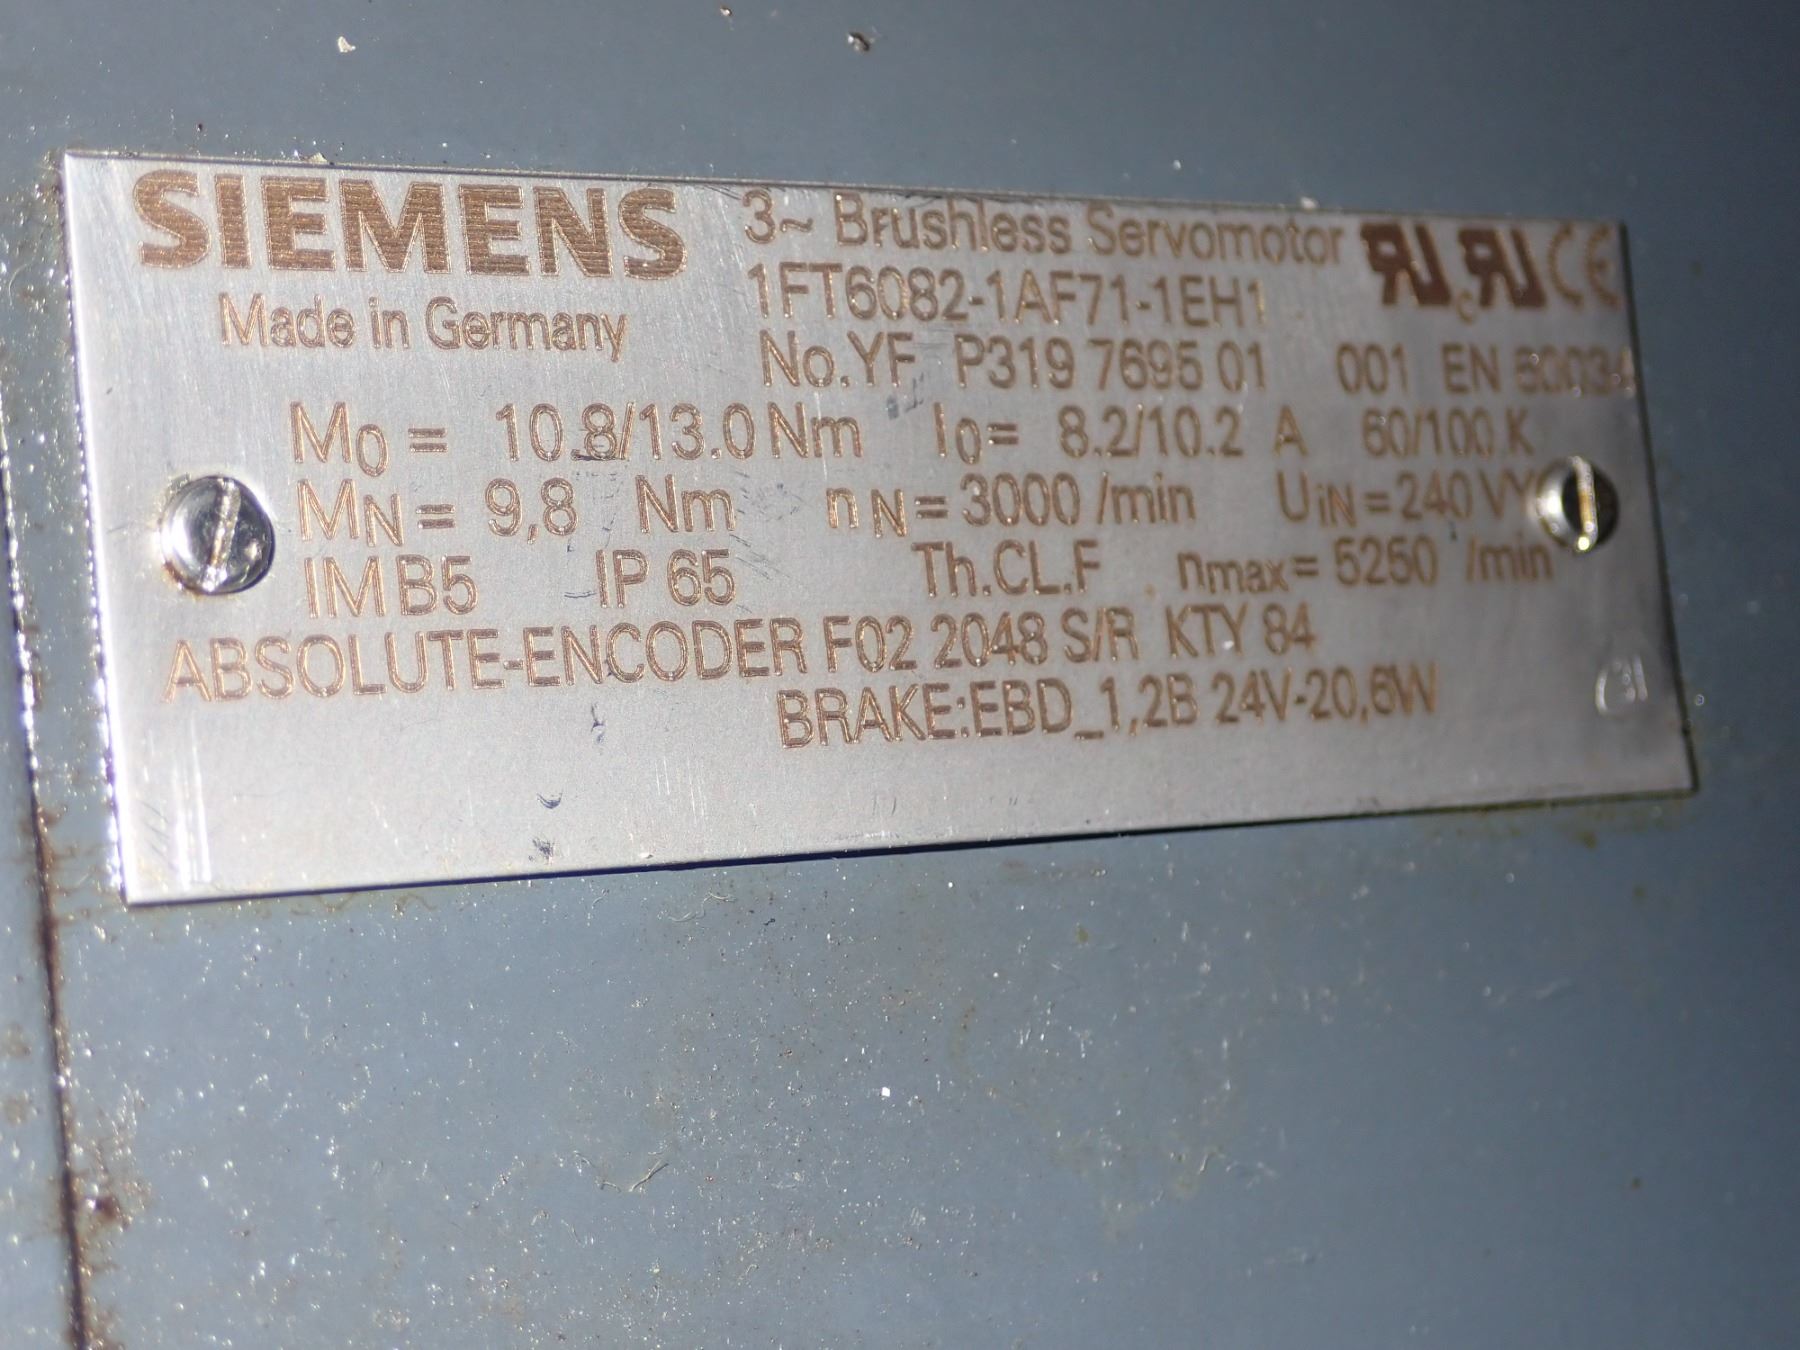 SIEMENS
3~ Brushless Servomotor
1FT6082-1AF71-1EH1
Made in Germany
No.YF P319 7695 01 001 EN 60034
M0 = 10.8/13.0 Nm I0= 8.2/10.2 A 60/100 K
MN= 9,8 Nm nN= 3000 /min UiN=240 VY
IM B5 IP 65 Th.CL.F nmax= 5250 /min
ABSOLUTE-ENCODER F02 2048 S/R KTY 84
BRAKE:EBD_1,2B 24V-20,6W